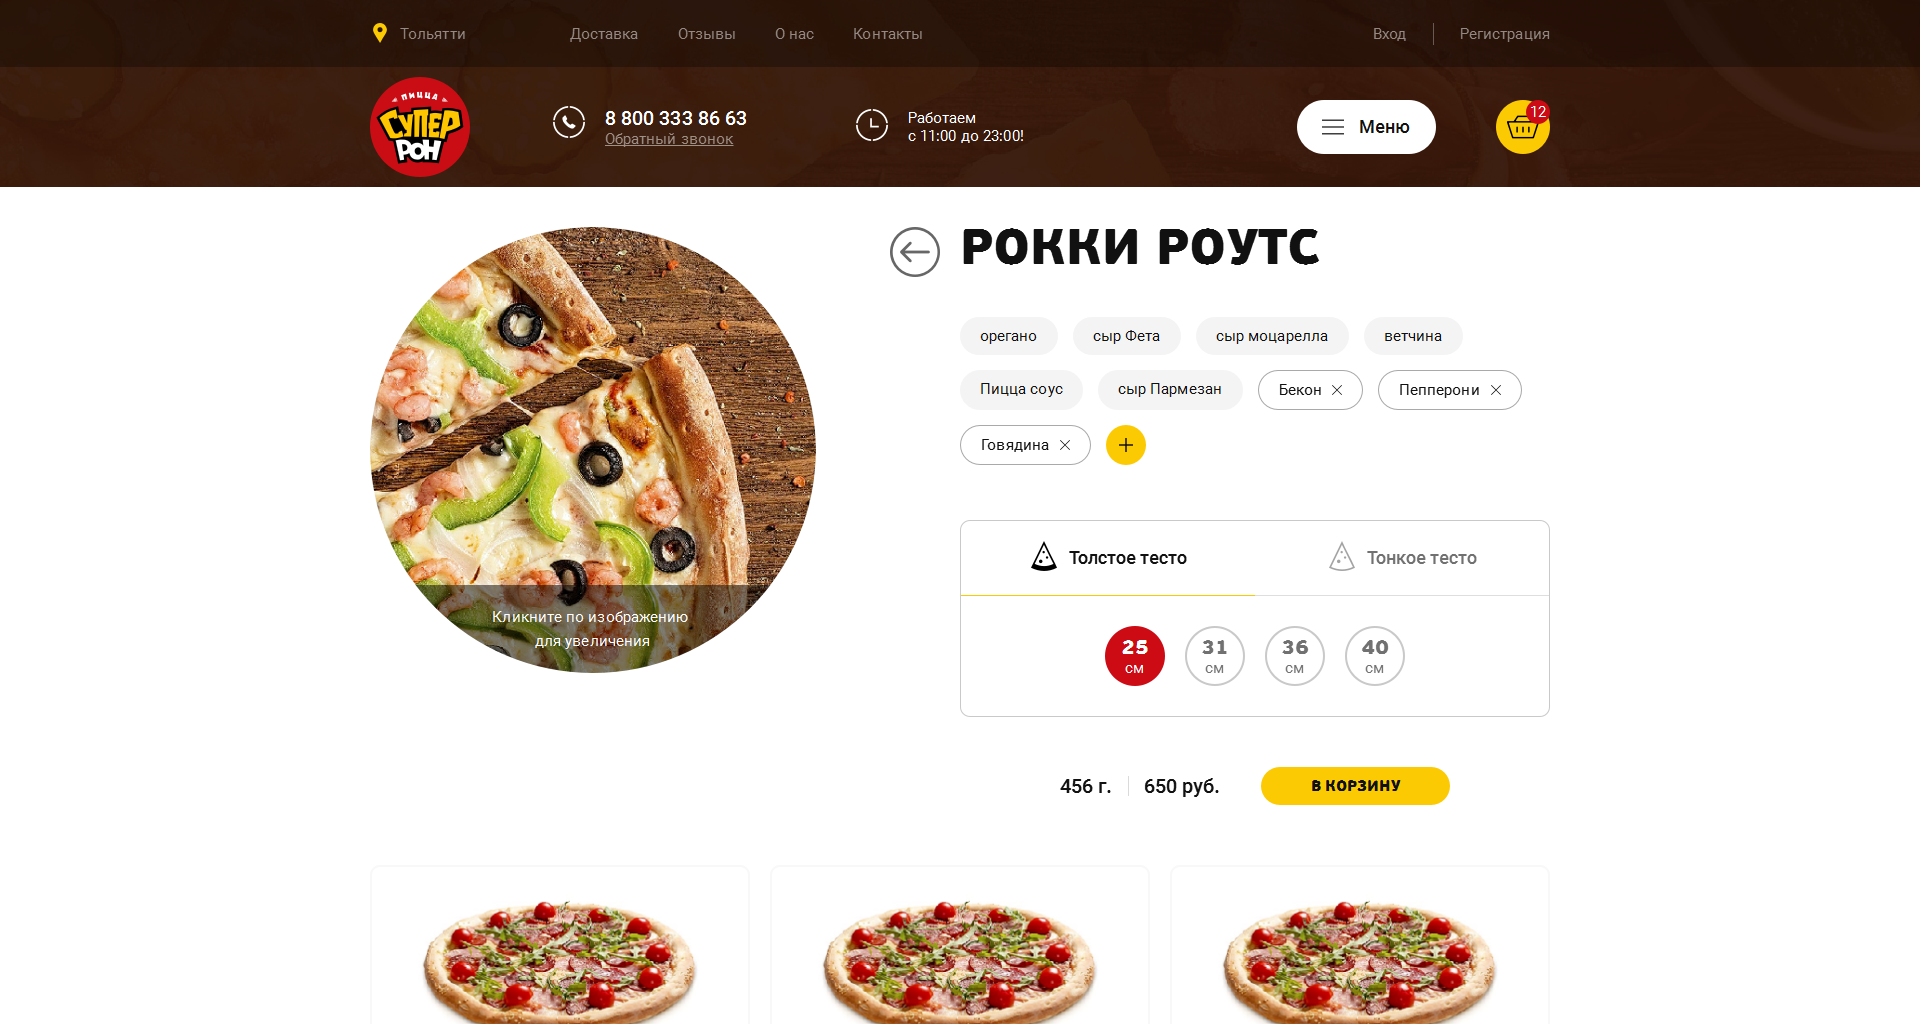 Тольятти
Доставка
Отзывы
О нас
Контакты
Вход
Регистрация
ПИЦЦА
СУПЕР
РОН
8 800 333 86 63
Обратный звонок
Работаем
с 11:00 до 23:00!
Меню
12
РОККИ РОУТС
орегано
сыр Фета
сыр моцарелла
ветчина
Пицца соус
сыр Пармезан
Бекон
Пепперони
Говядина
Кликните по изображению
для увеличения
Толстое тесто
Тонкое тесто
25
см
31
см
36
см
40
см
456 г.
650 руб.
В КОРЗИНУ